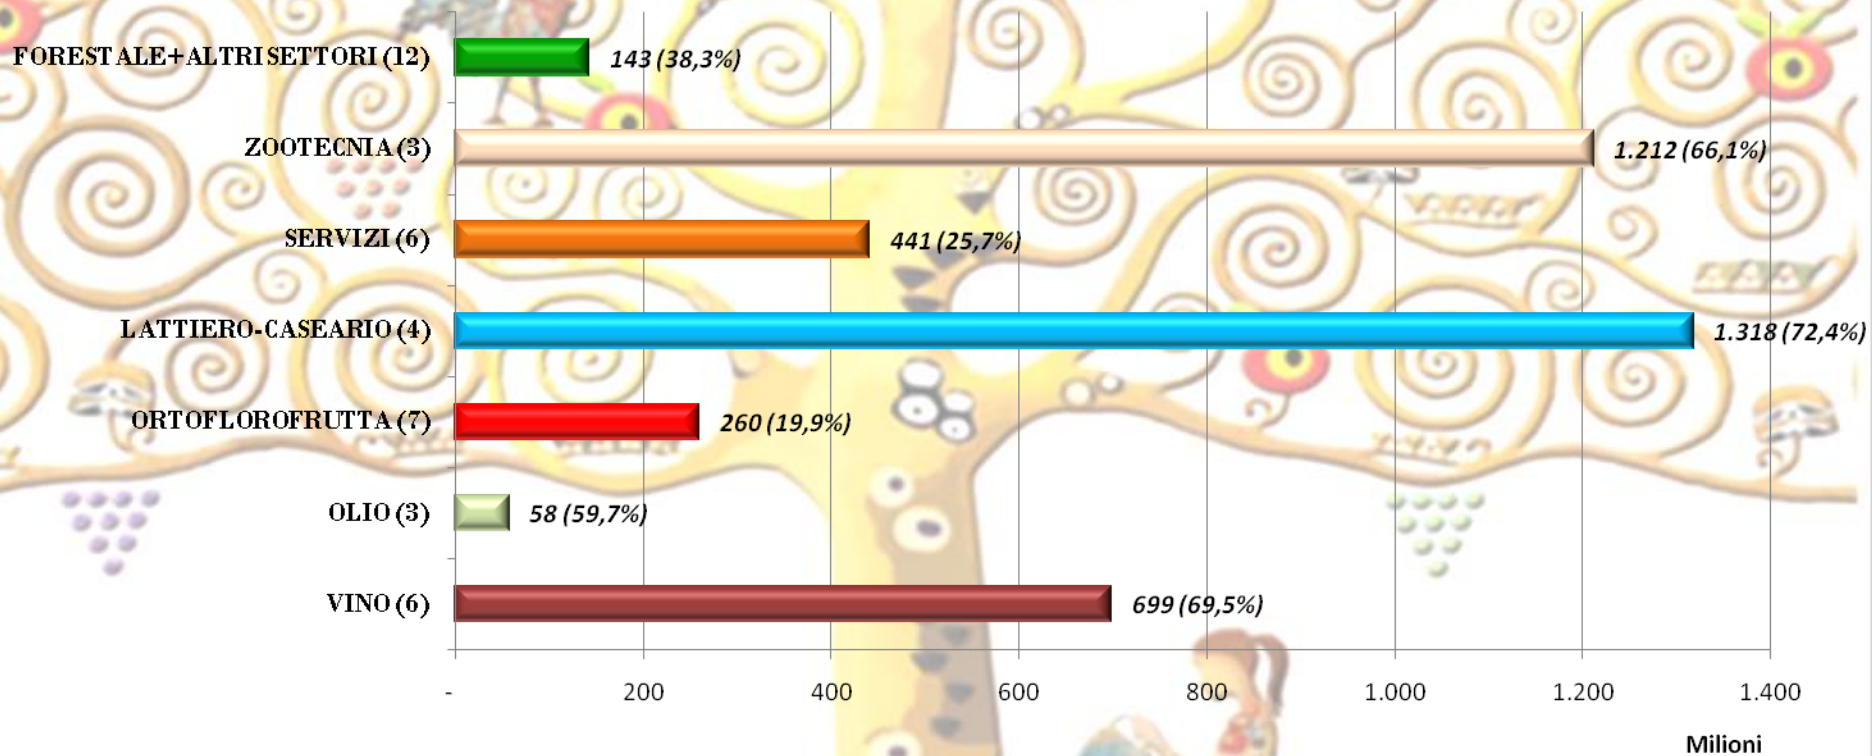 FORESTALE+ALTRI SETTORI (12) 143 (38,3%)
ZOOTECNIA (3) 1.212 (66,1%)
SERVIZI (6) 441 (25,7%)
LATTIERO-CASEARIO (4) 1.318 (72,4%)
ORTOFLOROFRUTTA (7) 260 (19,9%)
OLIO (3) 58 (59,7%)
VINO (6) 699 (69,5%)
- 200 400 600 800 1.000 1.200 1.400
Milioni